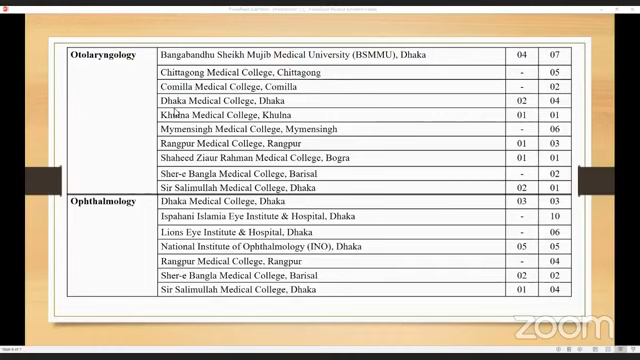 Otolaryngology Bangabandhu Sheikh Mujib Medical University (BSMMU), Dhaka 04 07
Chittagong Medical College, Chittagong - 05
Comilla Medical College, Comilla - 02
Dhaka Medical College, Dhaka 02 04
Khulna Medical College, Khulna 01 01
Mymensingh Medical College, Mymensingh - 06
Rangpur Medical College, Rangpur 01 03
Shaheed Ziaur Rahman Medical College, Bogra 01 01
Sher-e Bangla Medical College, Barisal - 02
Sir Salimullah Medical College, Dhaka 02 01
Ophthalmology Dhaka Medical College, Dhaka 03 03
Ispahani Islamia Eye Institute & Hospital, Dhaka - 10
Lions Eye Institute & Hospital, Dhaka - 06
National Institute of Ophthalmology (INO), Dhaka 05 05
Rangpur Medical College, Rangpur - 04
Sher-e Bangla Medical College, Barisal 02 02
Sir Salimullah Medical College, Dhaka 01 04
zoom